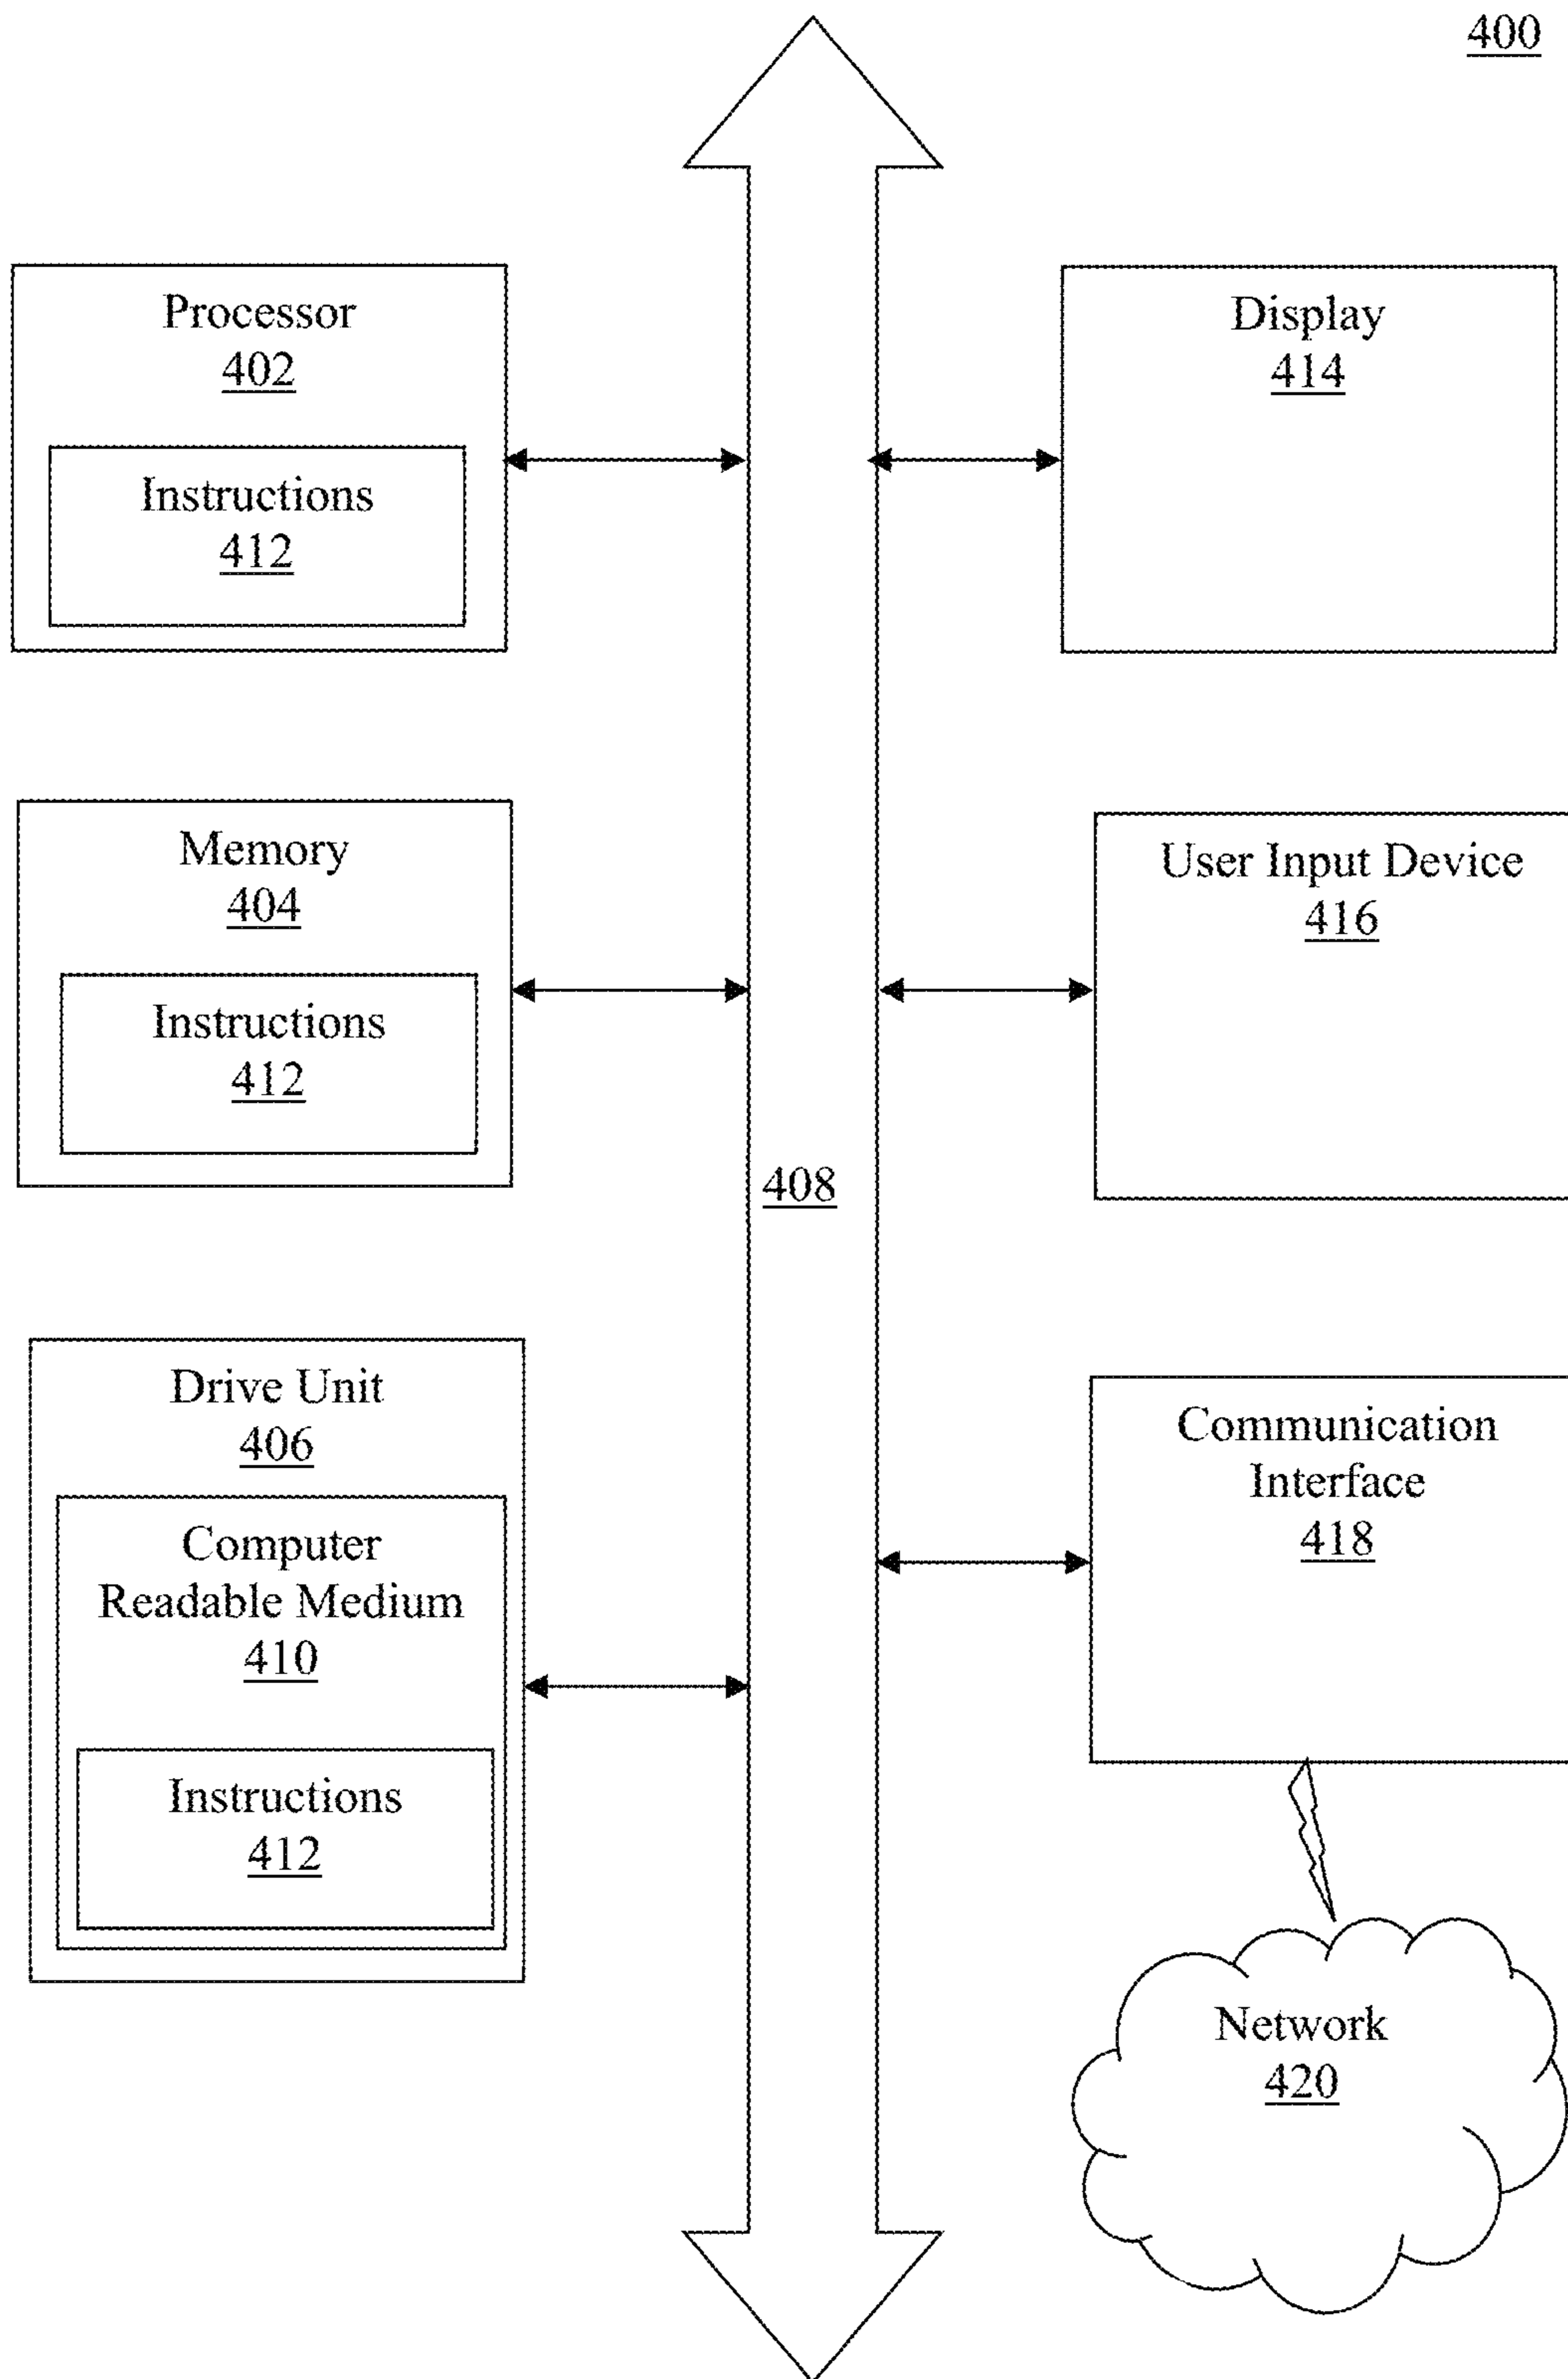 400
Processor
402
Instructions
412
Display
414
Memory
404
Instructions
412
User Input Device
416
408
Drive Unit
406
Computer
Readable Medium
410
Instructions
412
Communication
Interface
418
Network
420